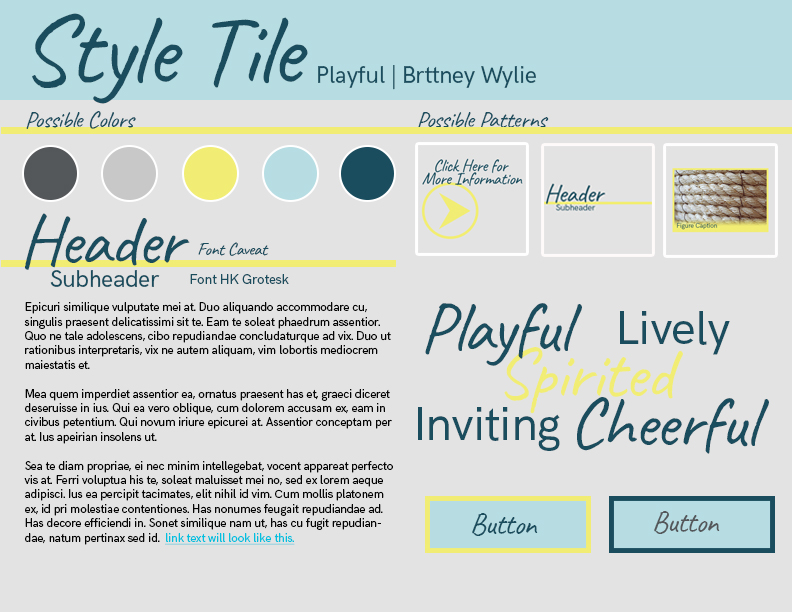 Style Tile Playful | Brttney Wylie
Possible Colors
Header Font Caveat
Subheader Font HK Grotesk
Epicuri similique vulputate mei at. Duo aliquando accommodare cu,
singulis praesent delicatissimi sit te. Eam te soleat phaedrum assentior.
Quo ne tale adolescens, cibo repudiandae concludaturque ad vix. Duo ut
rationibus interpretaris, vix ne autem aliquam, vim lobortis mediocrem
maiestatis et.
Mea quem imperdiet assentior ea, ornatus praesent has et, graeci diceret
deseruisse in ius. Qui ea vero oblique, cum dolorem accusam ex, eam in
civibus petentium. Qui novum iriure epicurei at. Assentior conceptam per
at. Ius apeirian insolens ut.
Sea te diam propriae, ei nec minim intellegebat, vocent appareat perfecto
vis at. Ferri voluptua his te, soleat maluisset mei no, sed ex lorem aeque
adipisci. Ius ea percipit tacimates, elit nihil id vim. Cum mollis platonem
ex, id pri molestiae contentiones. Has nonumes feugait repudiandae ad.
Has decore efficiendi in. Sonet similique nam ut, has cu fugit repudian-
dae, natum pertinax sed id. link text will look like this.
Possible Patterns
Click Here for
More Information
Header
Subheader
Figure Caption
Playful Lively
Spirited
Inviting Cheerful
Button Button